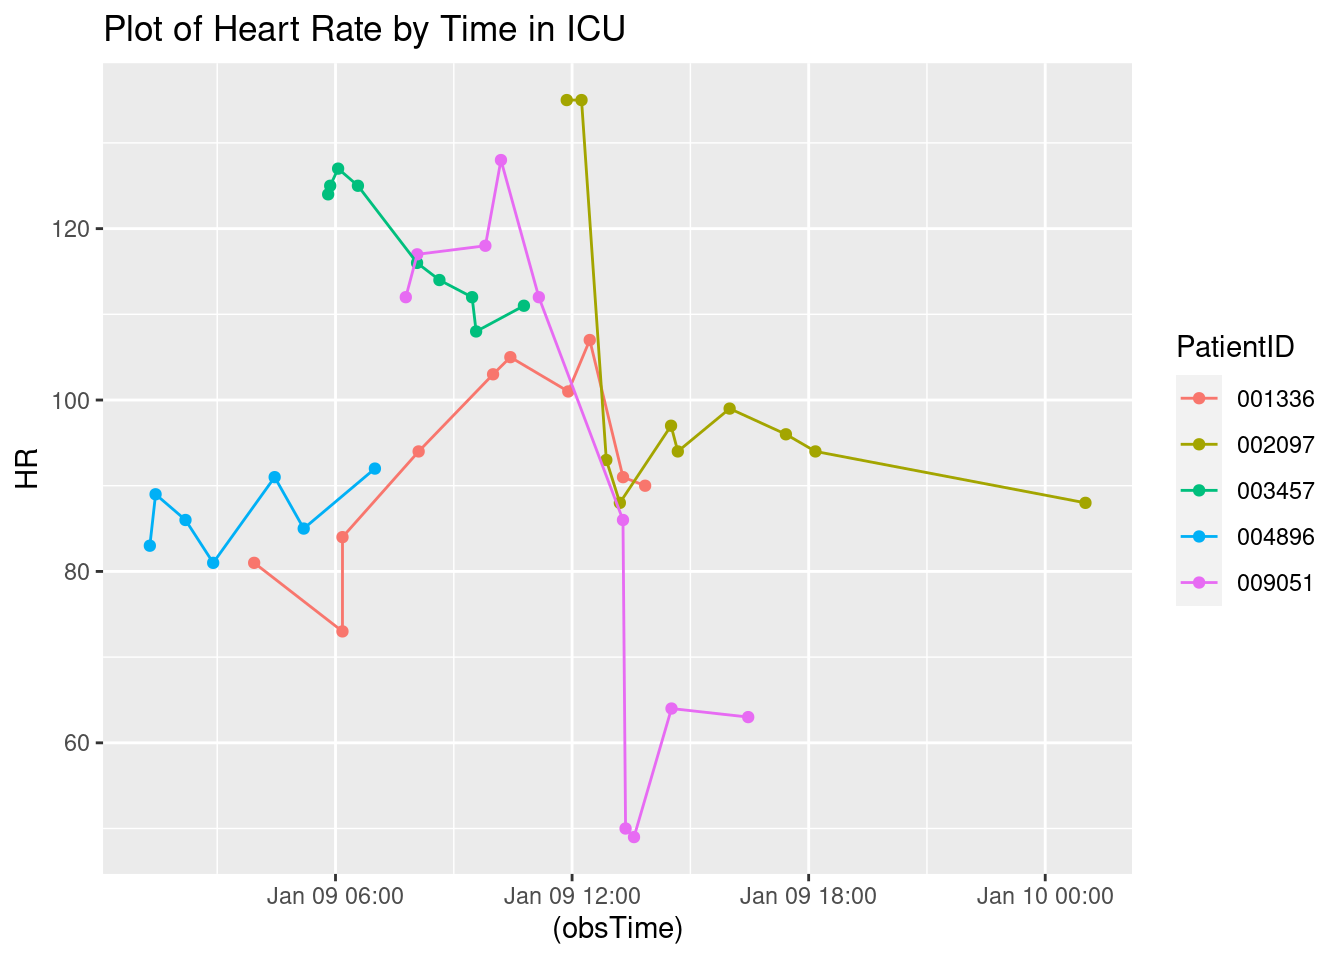 Plot of Heart Rate by Time in ICU
HR
120
100
80
60
Jan 09 06:00 Jan 09 12:00 Jan 09 18:00 Jan 10 00:00
(obsTime)
PatientID
001336
002097
003457
004896
009051